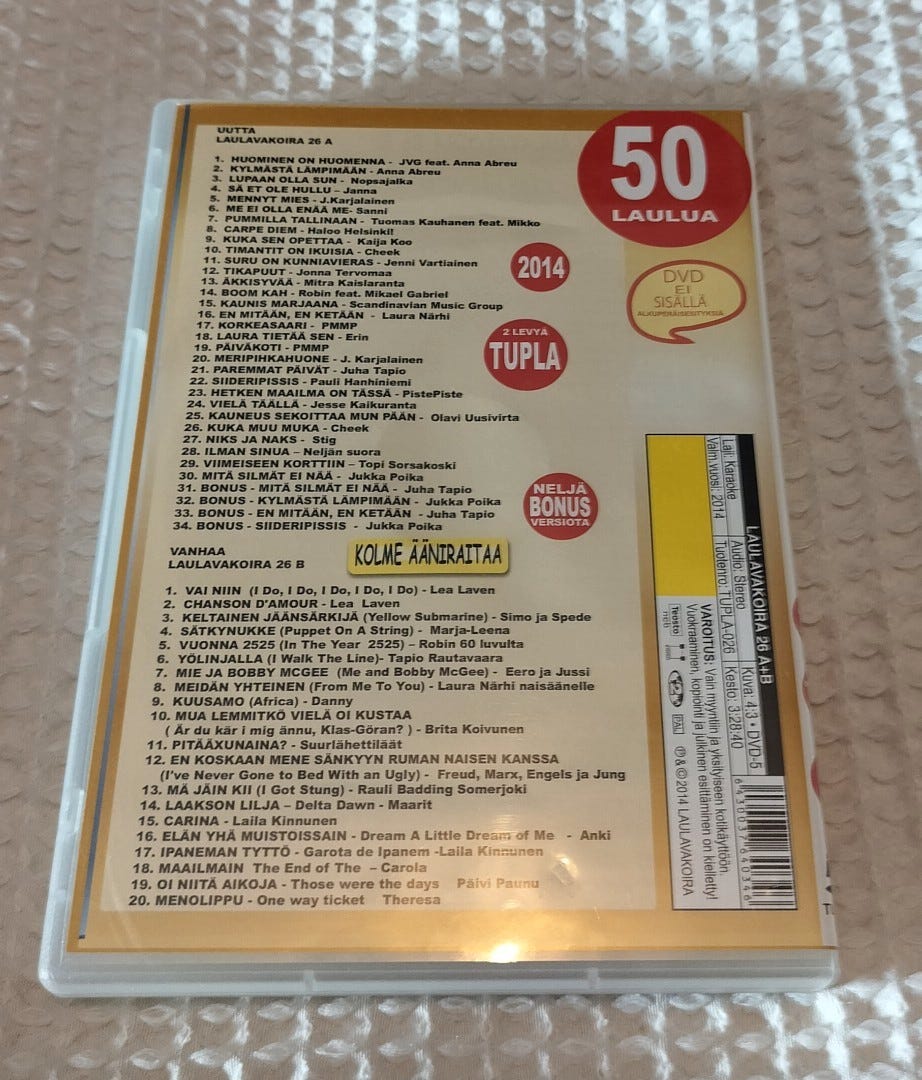 UUTTA
LAULAVAKOIRA 26 A
1. HUOMINEN ON HUOMENNA - JVG feat. Anna Abreu
2. KYLMÄSTÄ LÄMPIMÄÄN - Anna Abreu
3. LUPAAN OLLA SUN - Nopsajalka
4. SÄ ET OLE HULLU – Janna
5. MENNYT MIES - J.Karjalainen
6. ME EI OLLA ENÄÄ ME- Sanni
7. PUMMILLA TALLINAAN - Tuomas Kauhanen feat. Mikko
8. CARPE DIEM - Haloo Helsinki!
9. KUKA SEN OPETTAA - Kaija Koo
10. TIMANTIT ON IKUISIA - Cheek
11. SURU ON KUNNIAVIERAS - Jenni Vartiainen
12. TIKAPUUT - Jonna Tervomaa
13. ÄKKISYVÄÄ - Mitra Kaislaranta
14. BOOM KAH - Robin feat. Mikael Gabriel
15. KAUNIS MARJAANA - Scandinavian Music Group
16. EN MITÄÄN, EN KETÄÄN - Laura Närhi
17. KORKEASAARI - PMMP
18. LAURA TIETÄÄ SEN - Erin
19. PÄIVÄKOTI - PMMP
20. MERIPIHKAHUONE - J. Karjalainen
21. PAREMMAT PÄIVÄT - Juha Tapio
22. SIIDERIPISSIS - Pauli Hanhiniemi
23. HETKEN MAAILMA ON TÄSSÄ - PistePiste
24. VIELÄ TÄÄLLÄ - Jesse Kaikuranta
25. KAUNEUS SEKOITTAA MUN PÄÄN - Olavi Uusivirta
26. KUKA MUU MUKA - Cheek
27. NIKS JA NAKS - Stig
28. ILMAN SINUA – Neljän suora
29. VIIMEISEEN KORTTIIN – Topi Sorsakoski
30. MITÄ SILMÄT EI NÄÄ - Jukka Poika
31. BONUS - MITÄ SILMÄT EI NÄÄ - Juha Tapio
32. BONUS - KYLMÄSTÄ LÄMPIMÄÄN - Jukka Poika
33. BONUS - EN MITÄÄN, EN KETÄÄN - Juha Tapio
34. BONUS - SIIDERIPISSIS - Jukka Poika
VANHAA
LAULAVAKOIRA 26 B
KOLME ÄÄNIRAITAA
1. VAI NIIN (I Do, I Do, I Do, I Do, I Do) - Lea Laven
2. CHANSON D'AMOUR - Lea Laven
3. KELTAINEN JÄÄNSÄRKIJÄ (Yellow Submarine) - Simo ja Spede
4. SÄTKYNUKKE (Puppet On A String) - Marja-Leena
5. VUONNA 2525 (In The Year 2525) – Robin 60 luvulta
6. YÖLINJALLA (I Walk The Line)- Tapio Rautavaara
7. MIE JA BOBBY MCGEE (Me and Bobby McGee) - Eero ja Jussi
8. MEIDÄN YHTEINEN (From Me To You) - Laura Närhi naisäänelle
9. KUUSAMO (Africa) - Danny
10. MUA LEMMITKÖ VIELÄ OI KUSTAA
( Är du kär i mig ännu, Klas-Göran? ) - Brita Koivunen
11. PITÄÄXUNAINA? - Suurlähettiläät
12. EN KOSKAAN MENE SÄNKYYN RUMAN NAISEN KANSSA
(I've Never Gone to Bed With an Ugly) - Freud, Marx, Engels ja Jung
13. MÄ JÄIN KII (I Got Stung) - Rauli Badding Somerjoki
14. LAAKSON LILJA – Delta Dawn - Maarit
15. CARINA - Laila Kinnunen
16. ELÄN YHÄ MUISTOISSAIN - Dream A Little Dream of Me - Anki
17. IPANEMAN TYTTÖ - Garota de Ipanem -Laila Kinnunen
18. MAAILMAIN The End of The – Carola
19. OI NIITÄ AIKOJA - Those were the days Päivi Paunu
20. MENOLIPPU - One way ticket Theresa
50
LAULUA
2014
DVD
EI
SISÄLLÄ
ALKUPERÄISESITYKSIÄ
2 LEVYÄ
TUPLA
NELJÄ
BONUS
VERSIOTA
LAULAVAKOIRA 26 A+B
Laji: Karaoke
Audio: Stereo
Kuva: 4:3 • DVD-5
Valm.vuosi: 2014
Tuotenro: TUPLA-026
Kesto: 3:28:40
VAROITUS: Vain myyntiin ja yksityiseen kotikäyttöön.
Vuokraaminen, kopiointi ja julkinen esittäminen on kielletty!
Teosto
ncb
2
PAL
℗ & © 2014 LAULAVAKOIRA
6430037640346